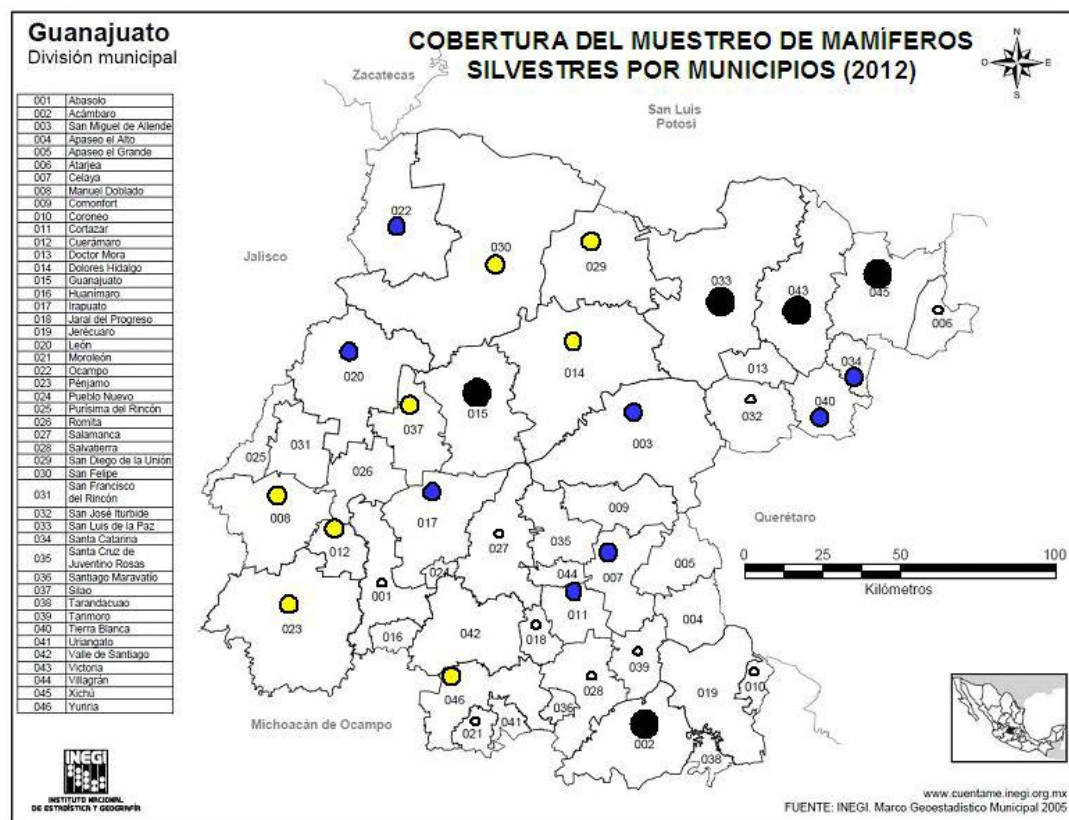 Guanajuato
División municipal
COBERTURA DEL MUESTREO DE MAMÍFEROS
SILVESTRES POR MUNICIPIOS (2012)
N
O
E
S
Zacatecas
San Luis
Potosí
Jalisco
Querétaro
Michoacán de Ocampo
001 Abasolo
002 Acámbaro
003 San Miguel de Allende
004 Apaseo el Alto
005 Apaseo el Grande
006 Atarjea
007 Celaya
008 Manuel Doblado
009 Comonfort
010 Coroneo
011 Cortazar
012 Cuerámaro
013 Doctor Mora
014 Dolores Hidalgo
015 Guanajuato
016 Huanímaro
017 Irapuato
018 Jaral del Progreso
019 Jerécuaro
020 León
021 Moroleón
022 Ocampo
023 Pénjamo
024 Pueblo Nuevo
025 Purísima del Rincón
026 Romita
027 Salamanca
028 Salvatierra
029 San Diego de la Unión
030 San Felipe
031 San Francisco
del Rincón
032 San José Iturbide
033 San Luis de la Paz
034 Santa Catarina
035 Santa Cruz de
Juventino Rosas
036 Santiago Maravatío
037 Silao
038 Tarandacuao
039 Tarimoro
040 Tierra Blanca
041 Uriangato
042 Valle de Santiago
043 Victoria
044 Villagrán
045 Xichú
046 Yuriria
022
030
029
033
043
045
006
020
014
013
034
037
015
003
032
040
025
031
026
008
017
009
012
027
035
007
005
024
044
001
011
023
016
042
018
004
039
046
028
019
010
021
041
036
002
038
0 25 50 100
Kilómetros
INEGI
INSTITUTO NACIONAL
DE ESTADÍSTICA Y GEOGRAFÍA
www.cuentame.inegi.org.mx
FUENTE: INEGI. Marco Geoestadístico Municipal 2005